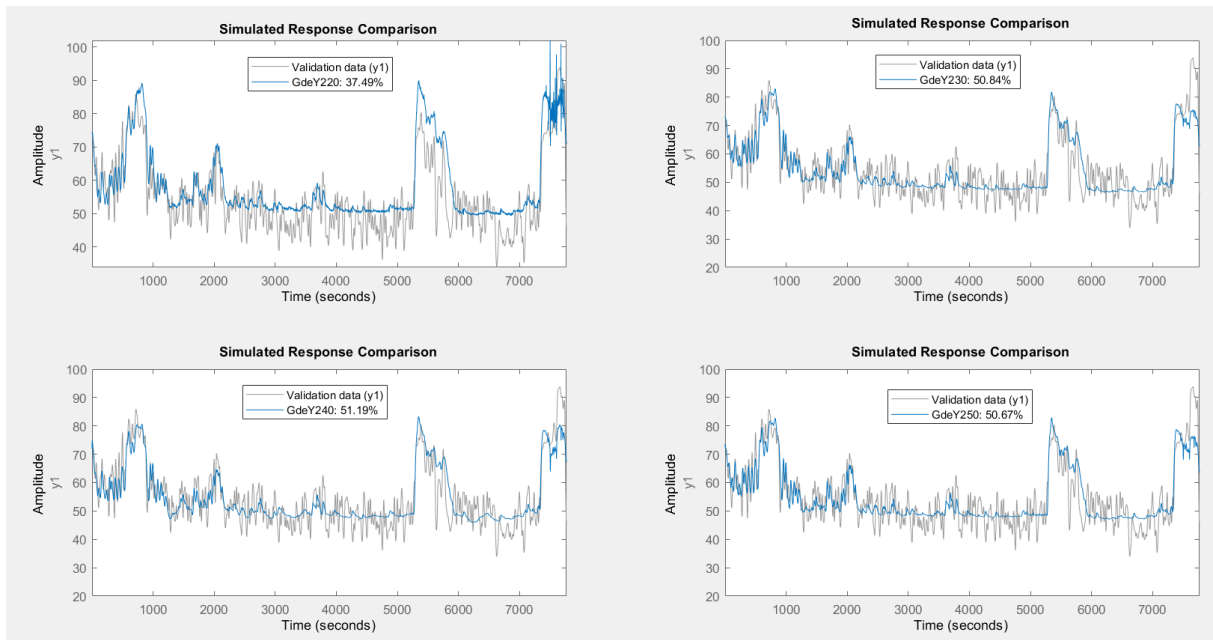 Simulated Response Comparison
Validation data (y1)
GdeY220: 37.49%
Amplitude
y1
100
90
80
70
60
50
40
1000 2000 3000 4000 5000 6000 7000
Time (seconds)
Simulated Response Comparison
Validation data (y1)
GdeY230: 50.84%
Amplitude
y1
100
90
80
70
60
50
40
30
20
1000 2000 3000 4000 5000 6000 7000
Time (seconds)
Simulated Response Comparison
Validation data (y1)
GdeY240: 51.19%
Amplitude
y1
100
90
80
70
60
50
40
30
20
1000 2000 3000 4000 5000 6000 7000
Time (seconds)
Simulated Response Comparison
Validation data (y1)
GdeY250: 50.67%
Amplitude
y1
100
90
80
70
60
50
40
30
20
1000 2000 3000 4000 5000 6000 7000
Time (seconds)